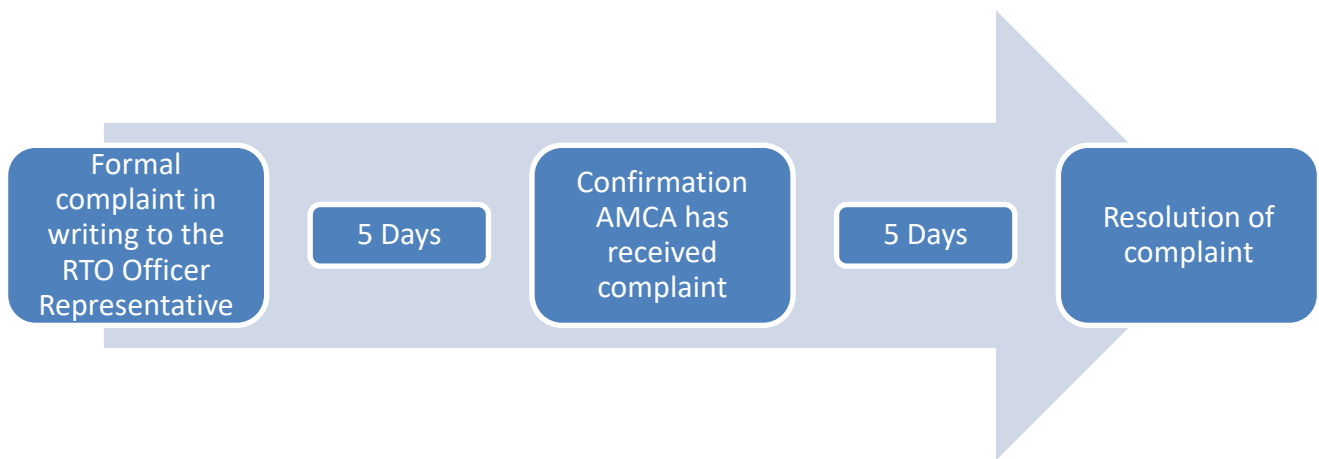 Formal
complaint in
writing to the
RTO Officer
Representative
5 Days
Confirmation
AMCA has
received
complaint
5 Days
Resolution of
complaint